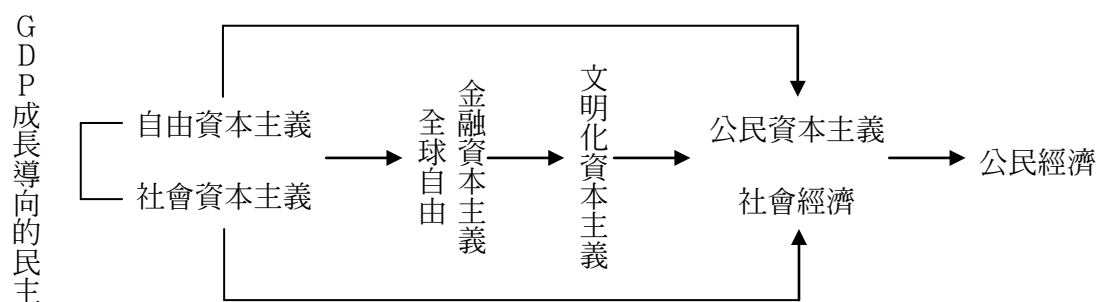 GDP成長導向的民主
自由資本主義
社會資本主義
全球自由
金融資本主義
文明化資本主義
公民資本主義
社會經濟
公民經濟